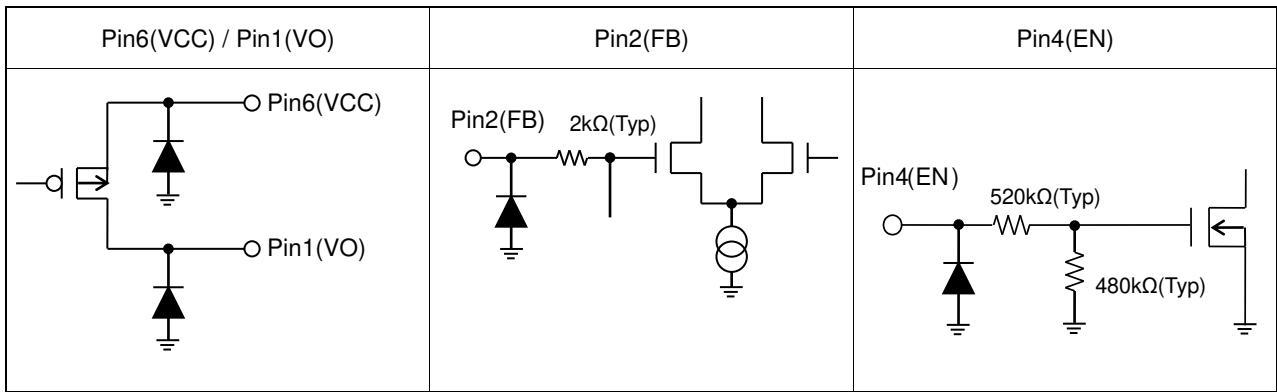 Pin6(VCC) / Pin1(VO)
Pin2(FB)
Pin4(EN)
Pin6(VCC)
Pin1(VO)
Pin2(FB)
2kΩ(Typ)
Pin4(EN)
520kΩ(Typ)
480kΩ(Typ)